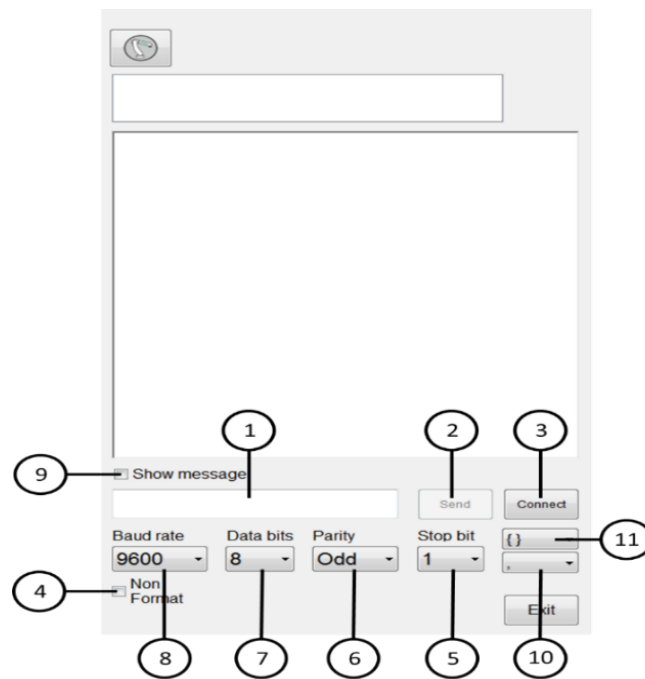 1
2
3
9
Show message
Send
Connect
Baud rate
Data bits
Parity
Stop bit
{ }
11
9600
8
Odd
1
,
4
Non
Format
Exit
8
7
6
5
10